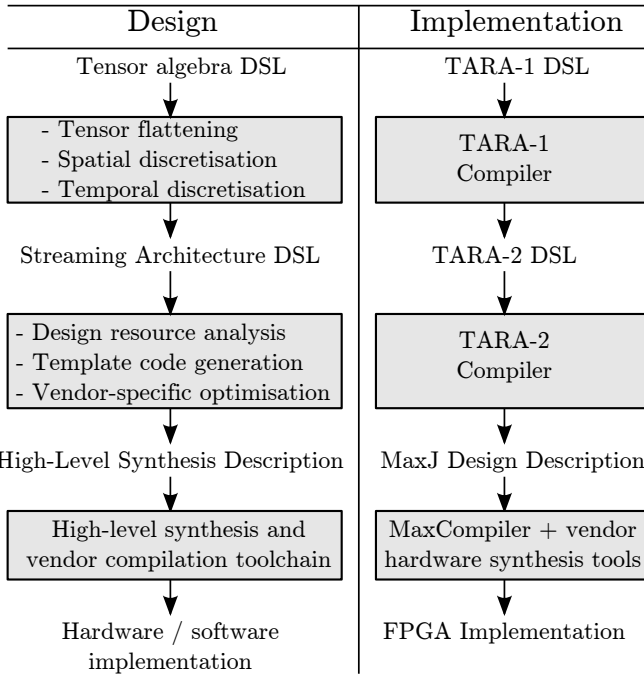 Design
Tensor algebra DSL
- Tensor flattening
- Spatial discretisation
- Temporal discretisation
Streaming Architecture DSL
- Design resource analysis
- Template code generation
- Vendor-specific optimisation
High-Level Synthesis Description
High-level synthesis and
vendor compilation toolchain
Hardware / software
implementation
Implementation
TARA-1 DSL
TARA-1
Compiler
TARA-2 DSL
TARA-2
Compiler
MaxJ Design Description
MaxCompiler + vendor
hardware synthesis tools
FPGA Implementation